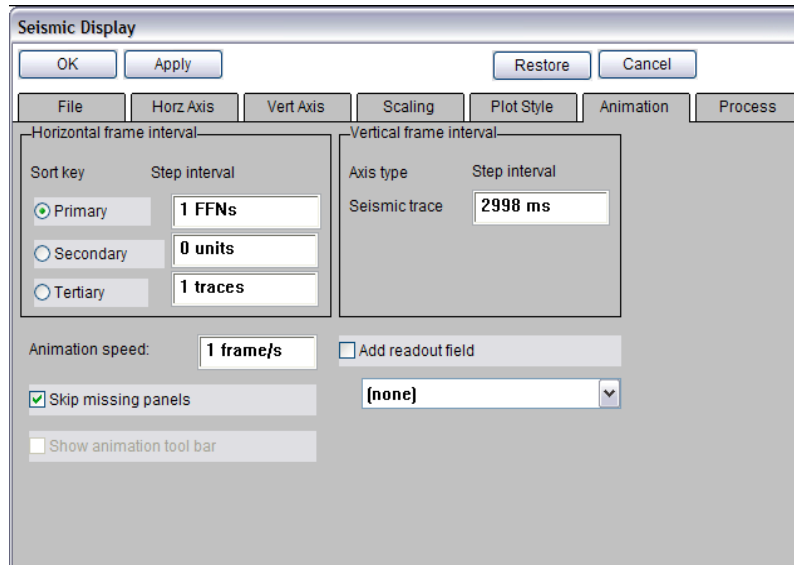 Seismic Display
OK Apply Restore Cancel
File Horz Axis Vert Axis Scaling Plot Style Animation Process
Horizontal frame interval
Sort key Step interval
Primary 1 FFNs
Secondary 0 units
Tertiary 1 traces
Vertical frame interval
Axis type Step interval
Seismic trace 2998 ms
Animation speed: 1 frame/s
Add readout field
Skip missing panels
(none)
Show animation tool bar